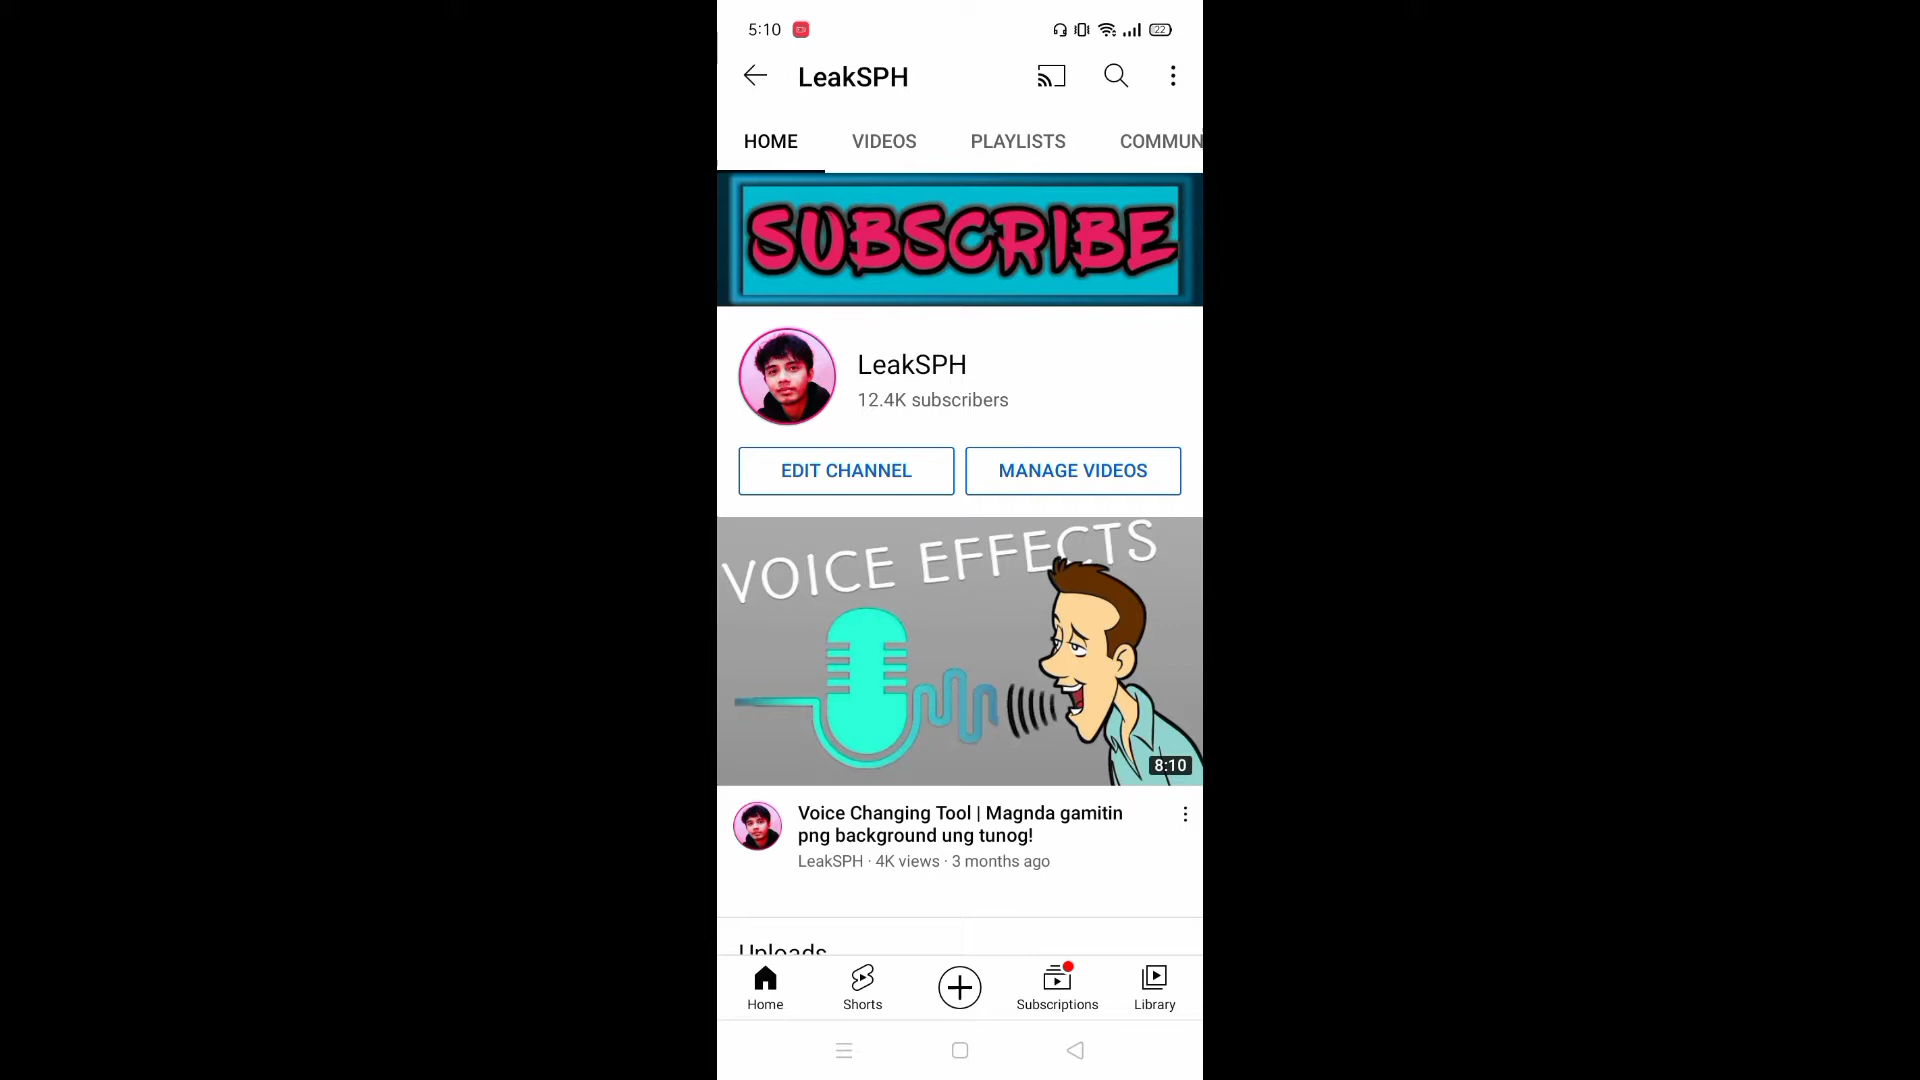 5:10
22
LeakSPH
HOME VIDEOS PLAYLISTS COMMUN
SUBSCRIBE
LeakSPH
12.4K subscribers
EDIT CHANNEL MANAGE VIDEOS
VOICE EFFECTS
8:10
Voice Changing Tool | Magnda gamitin
png background ung tunog!
LeakSPH · 4K views · 3 months ago
Uploads
Home Shorts Subscriptions Library